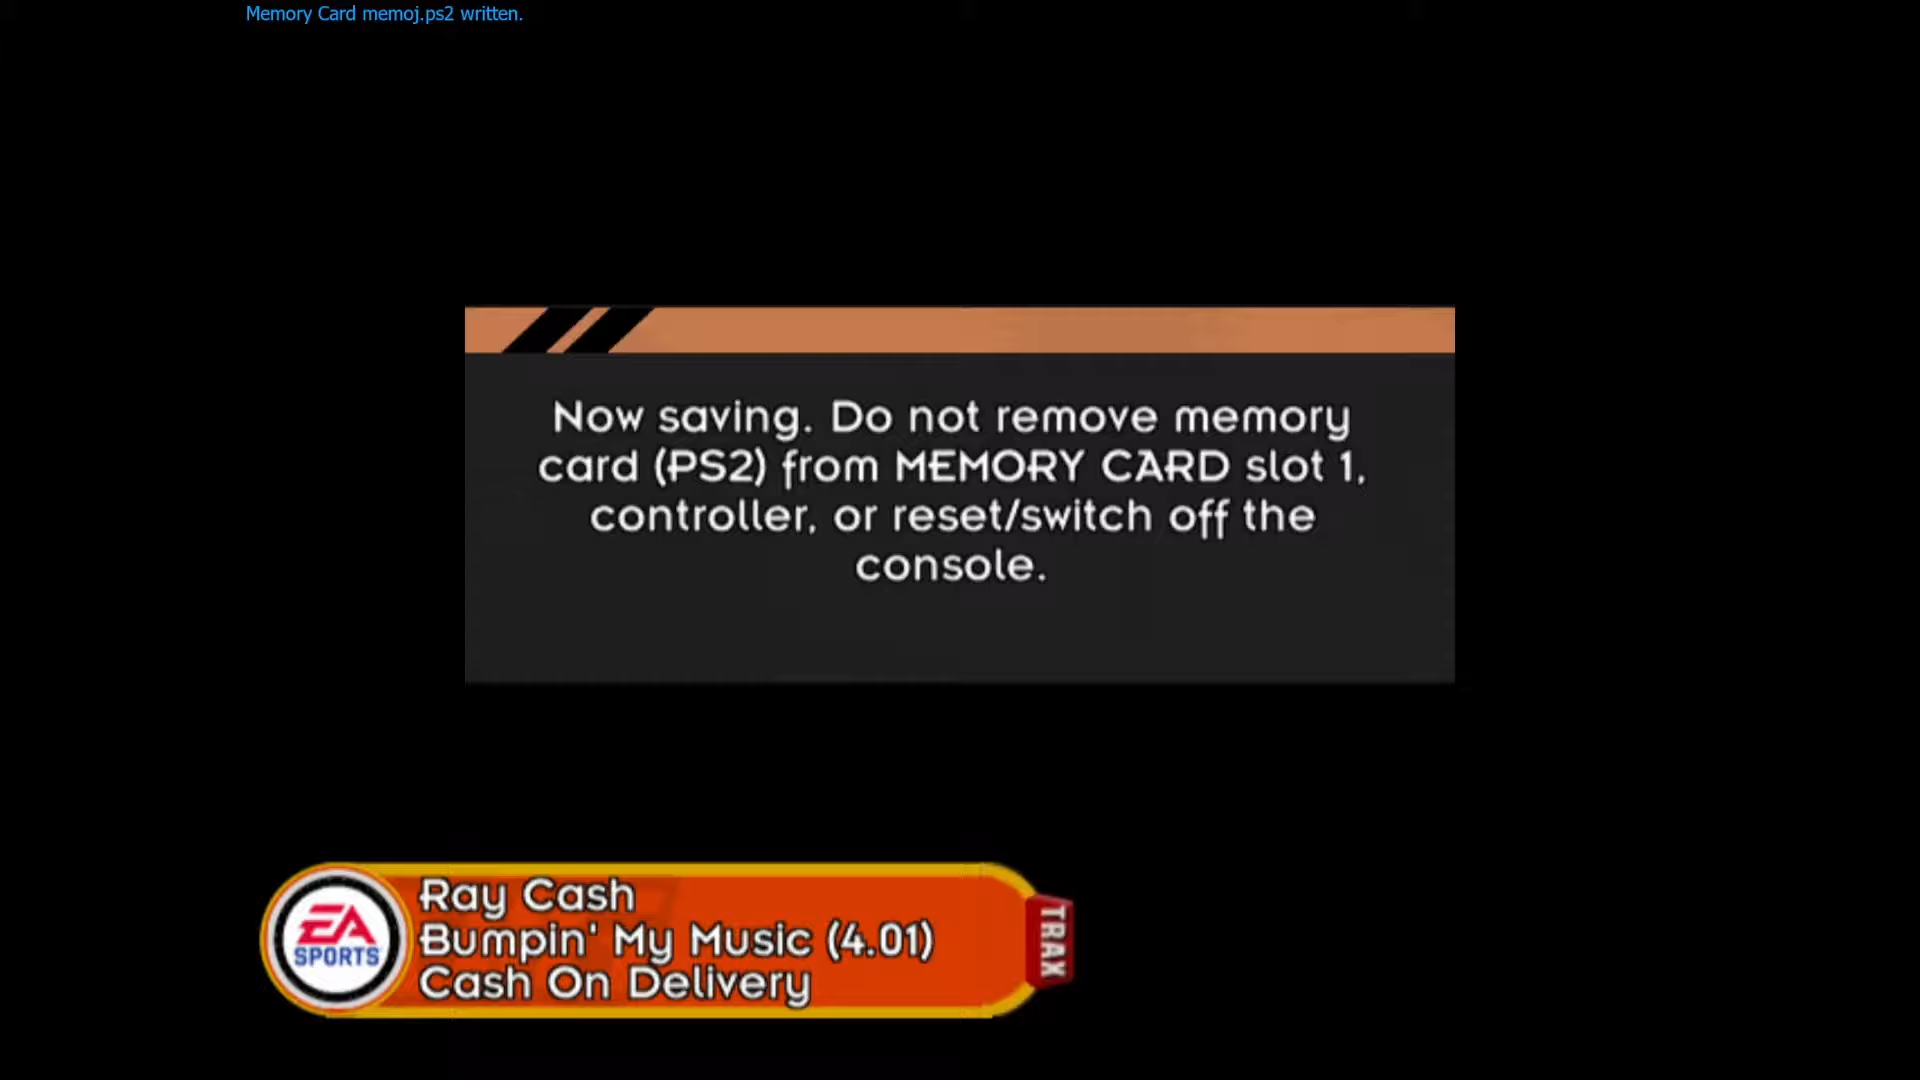 Memory Card memoj.ps2 written.
Now saving. Do not remove memory
card (PS2) from MEMORY CARD slot 1,
controller, or reset/switch off the
console.
EA
SPORTS
Ray Cash
Bumpin' My Music (4.01)
Cash On Delivery
TRAX